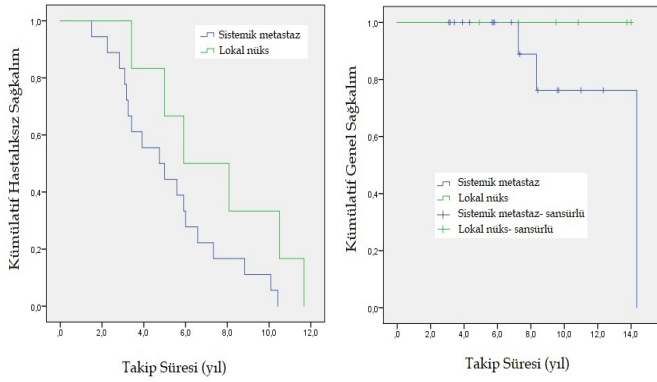 Kümülatif Hastalıksız Sağkalım
1,0
0,8
0,6
0,4
0,2
0,0
Sistemik metastaz
Lokal nüks
,0
2,0
4,0
6,0
8,0
10,0
12,0
Takip Süresi (yıl)
Kümülatif Genel Sağkalım
1,0
0,8
0,6
0,4
0,2
0,0
Sistemik metastaz
Lokal nüks
Sistemik metastaz- sansürlü
Lokal nüks- sansürlü
,0
2,0
4,0
6,0
8,0
10,0
12,0
14,0
Takip Süresi (yıl)